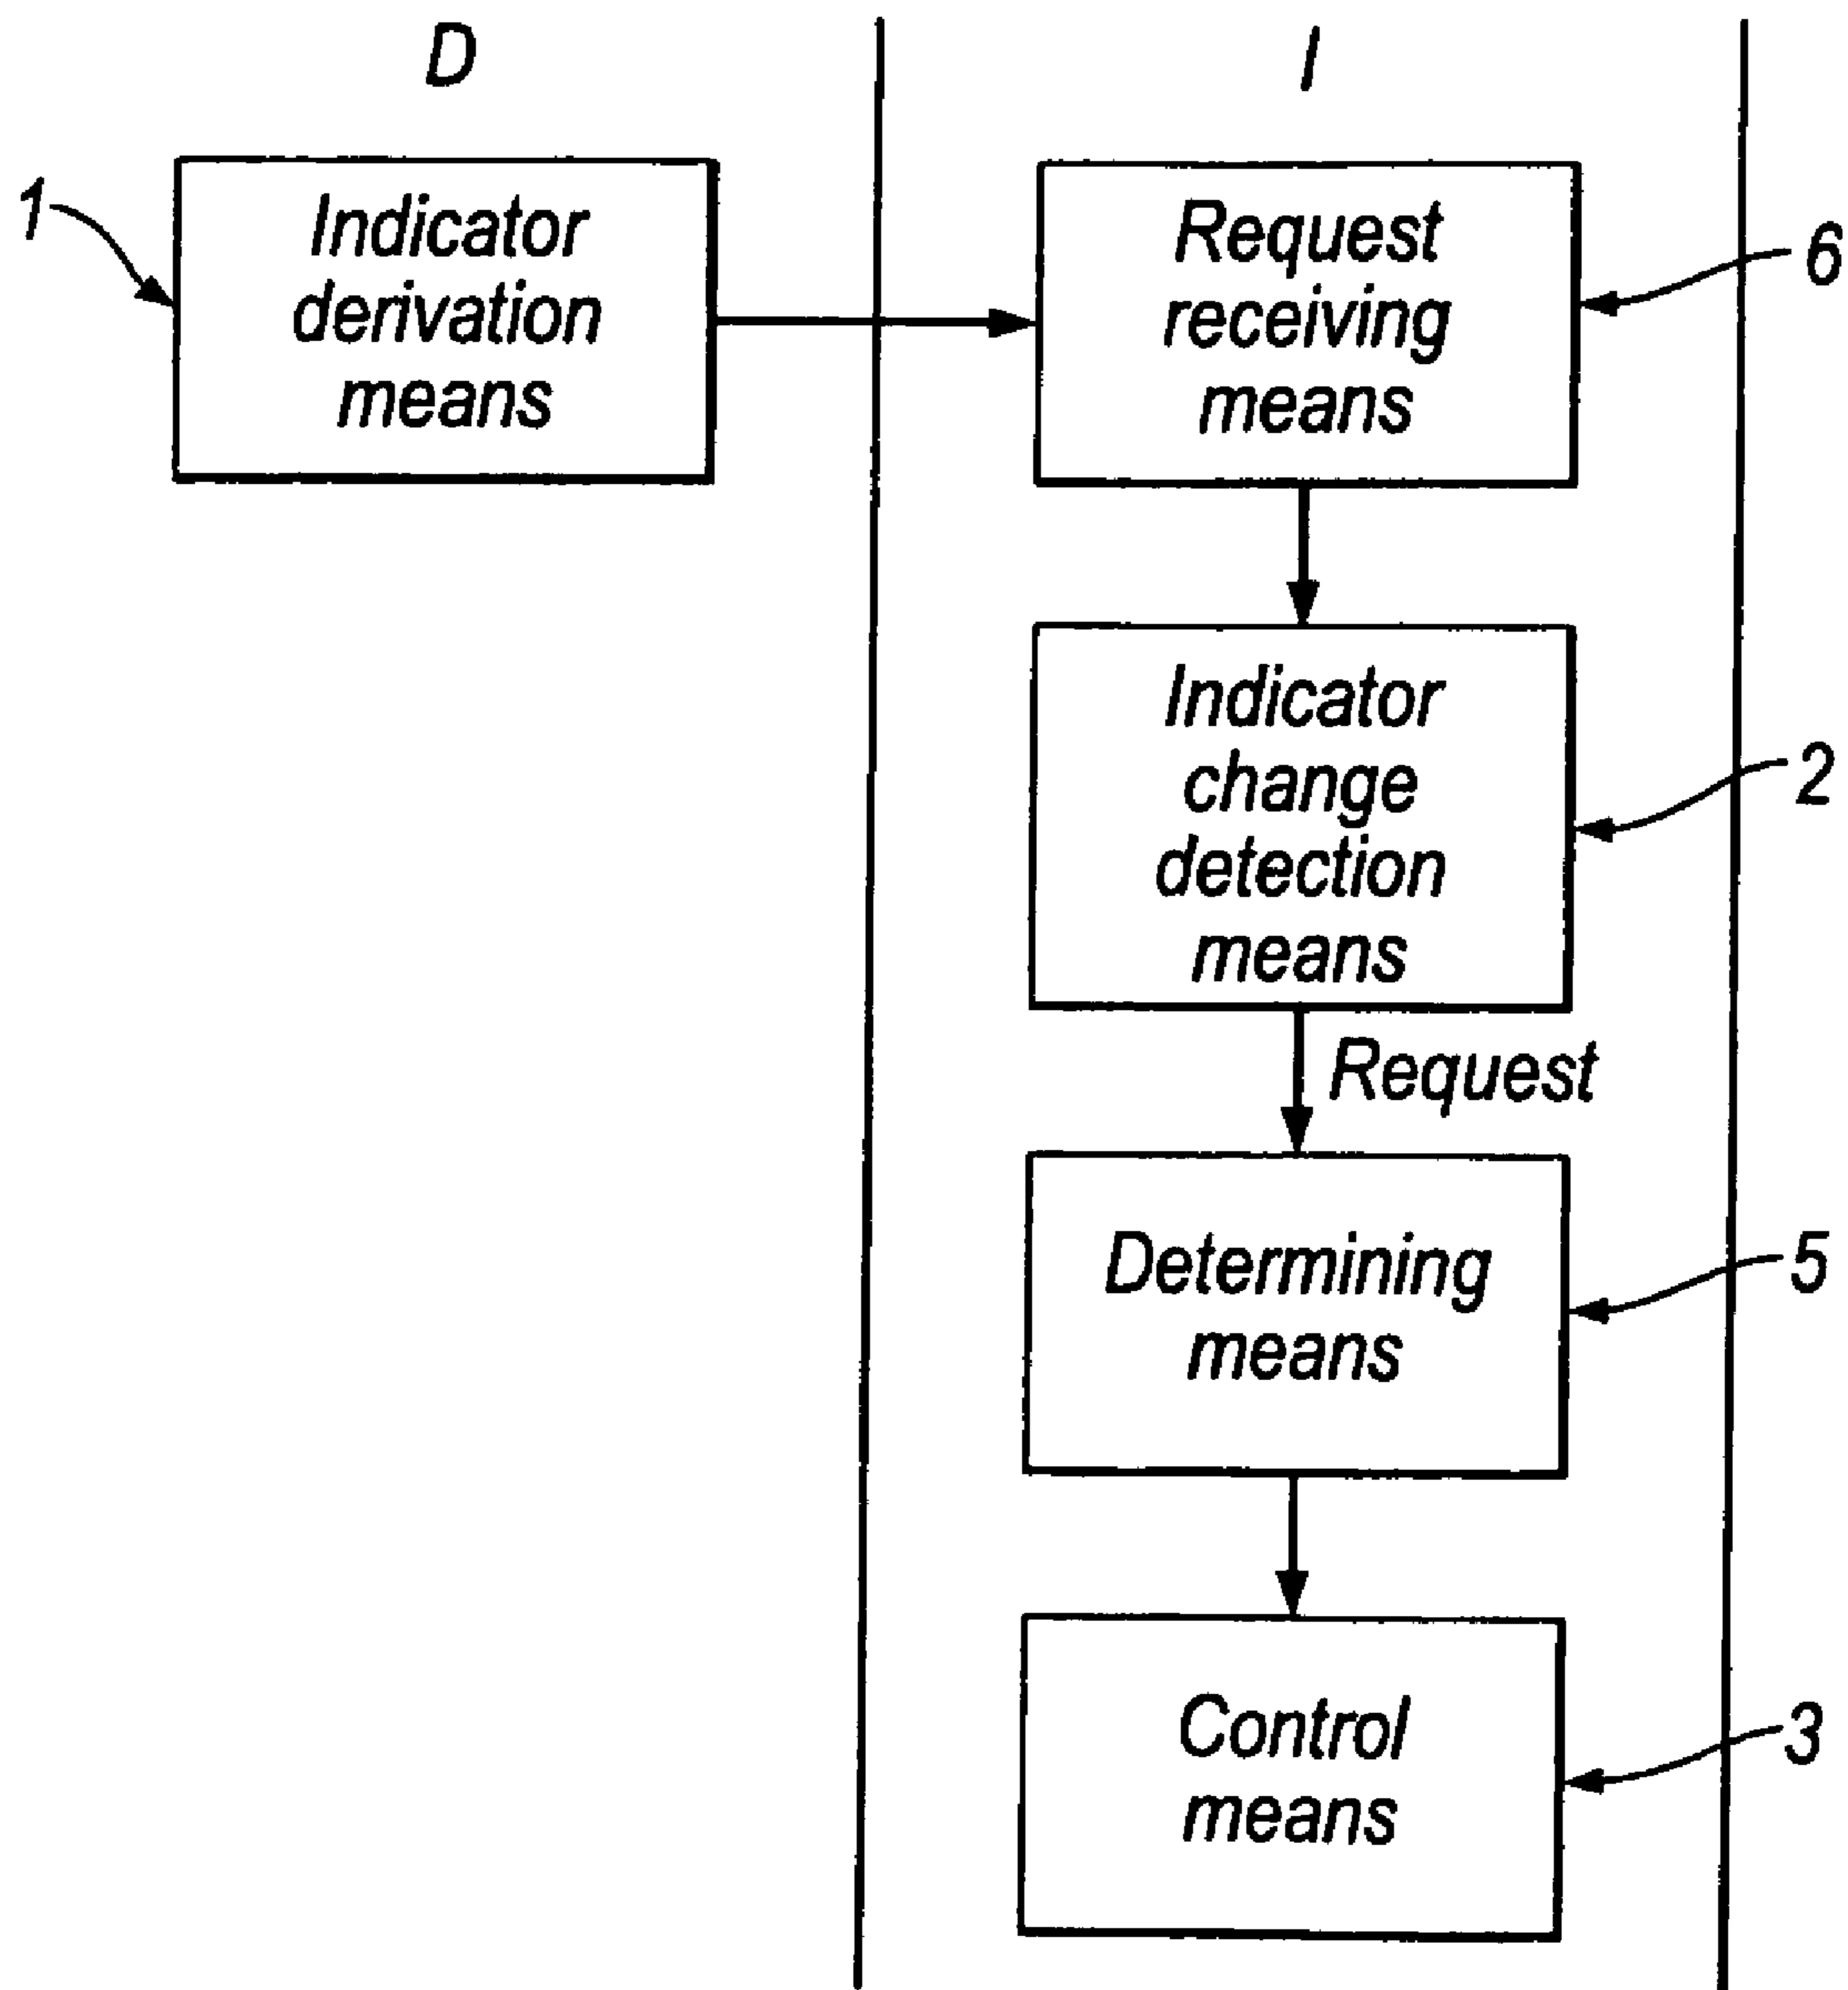 D
I
1
Indicator
derivation
means
Request
receiving
means
6
Indicator
change
detection
means
2
Request
Determining
means
5
Control
means
3